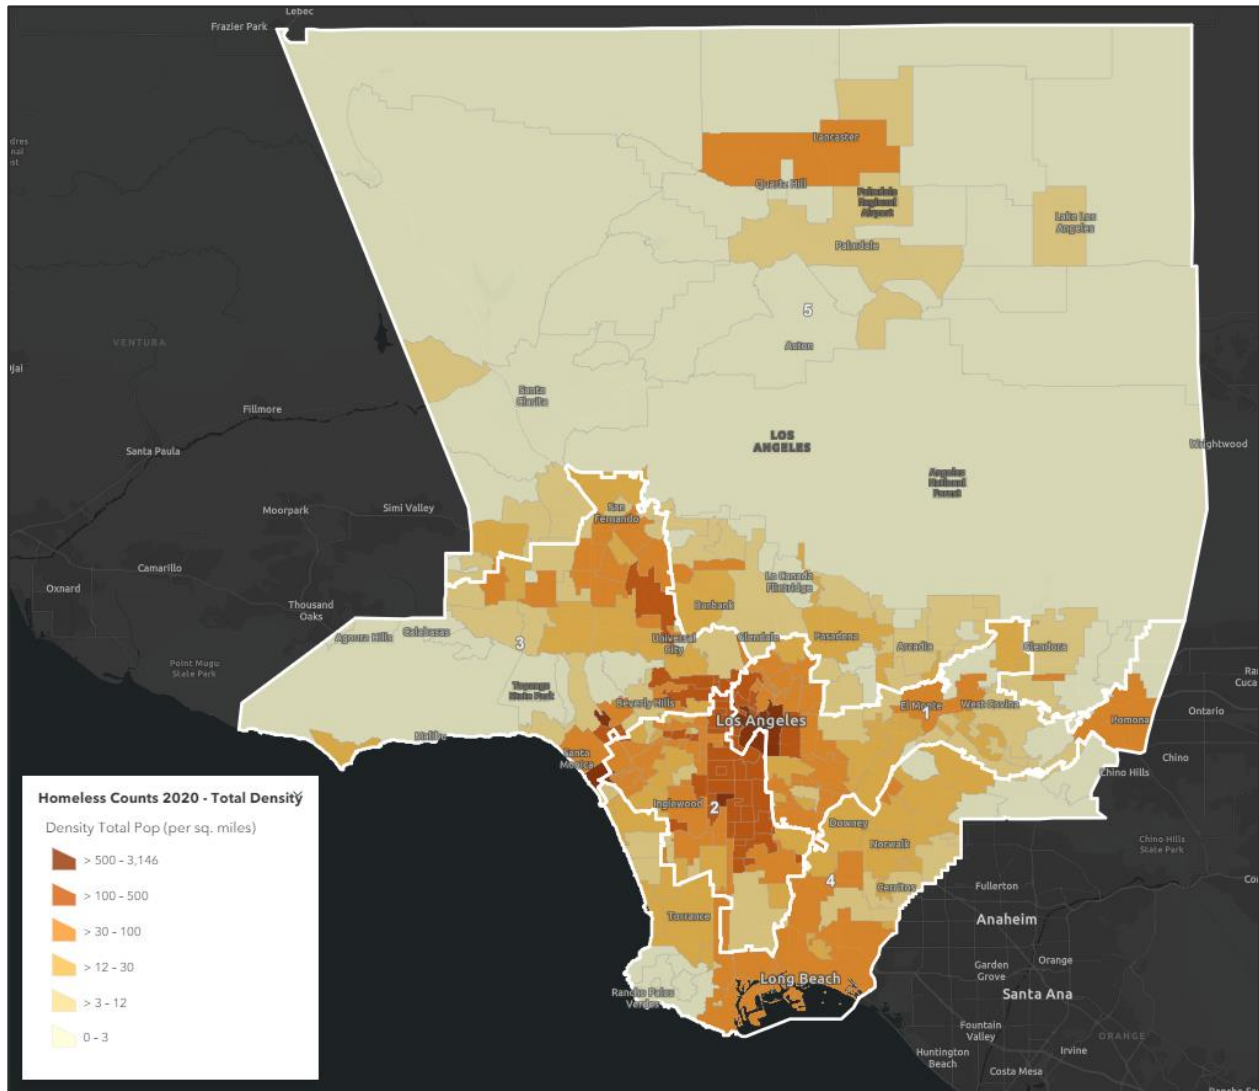 Lebec
Frazier Park
Lancaster
Quartz Hill
Palmdale
Regional
Airport
Lake Los
Angeles
Palmdale
5
VENTURA
Acton
Ojai
Santa
Clarita
Fillmore
LOS
ANGELES
Santa Paula
Wrightwood
Angeles
National
Forest
Moorpark
Simi Valley
San
Fernando
Camarillo
La Canada
Flintridge
Oxnard
Thousand
Oaks
Burbank
Agoura Hills
Calabasas
3
Universal
City
Glendale
Pasadena
Arcadia
Glendora
Point Mugu
State Park
Topanga
State Park
Beverly Hills
Los Angeles
El Monte
1
West Covina
Pomona
Ontario
Malibu
Santa
Monica
Chino
Chino Hills
Inglewood
2
Downey
Norwalk
Chino Hills
State Park
4
Cerritos
Fullerton
Torrance
Anaheim
Garden
Grove
Orange
Long Beach
Rancho Palos
Verdes
Santa Ana
Fountain
Valley
ORANGE
Huntington
Beach
Irvine
Costa Mesa
Homeless Counts 2020 - Total Density
Density Total Pop (per sq. miles)
> 500 - 3,146
> 100 - 500
> 30 - 100
> 12 - 30
> 3 - 12
0 - 3